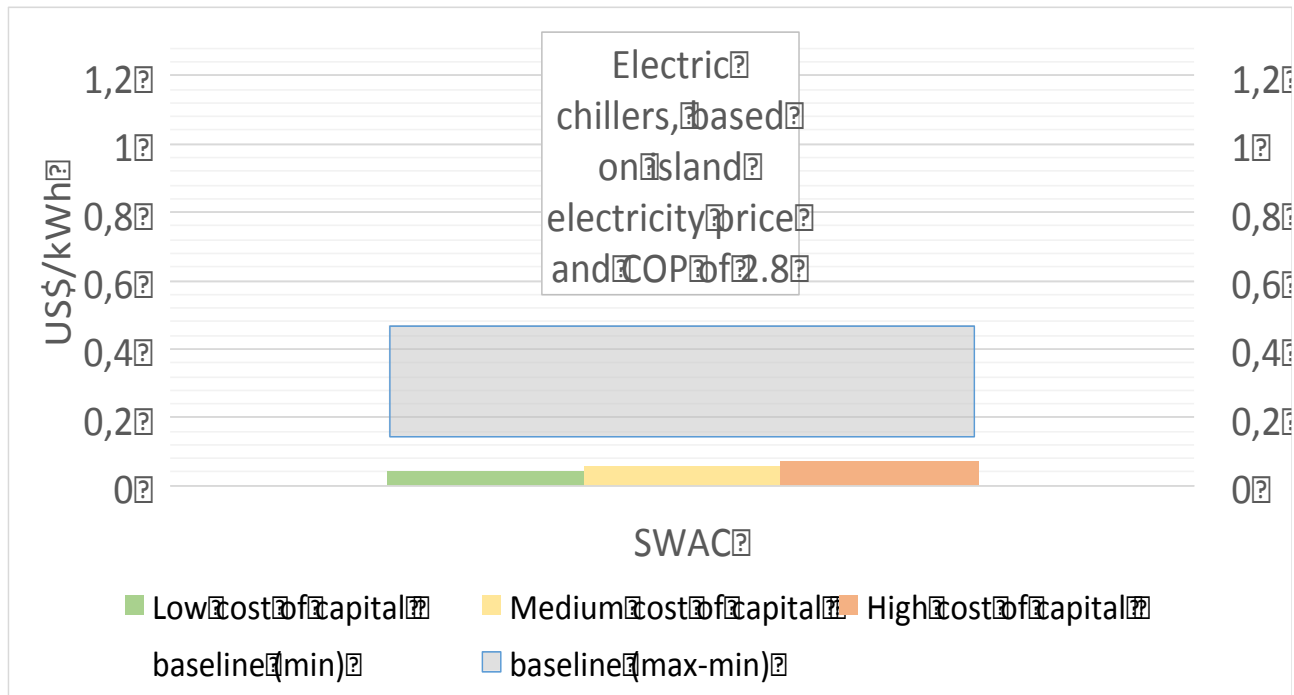 Electric
chillers, based
on island
electricity price
and COP of 2.8
1,2 1,2
1 1
0,8 0,8
0,6 0,6
0,4 0,4
0,2 0,2
0 0
US$/kWh
SWAC
Low cost of capital Medium cost of capital High cost of capital
baseline (min) baseline (max-min)